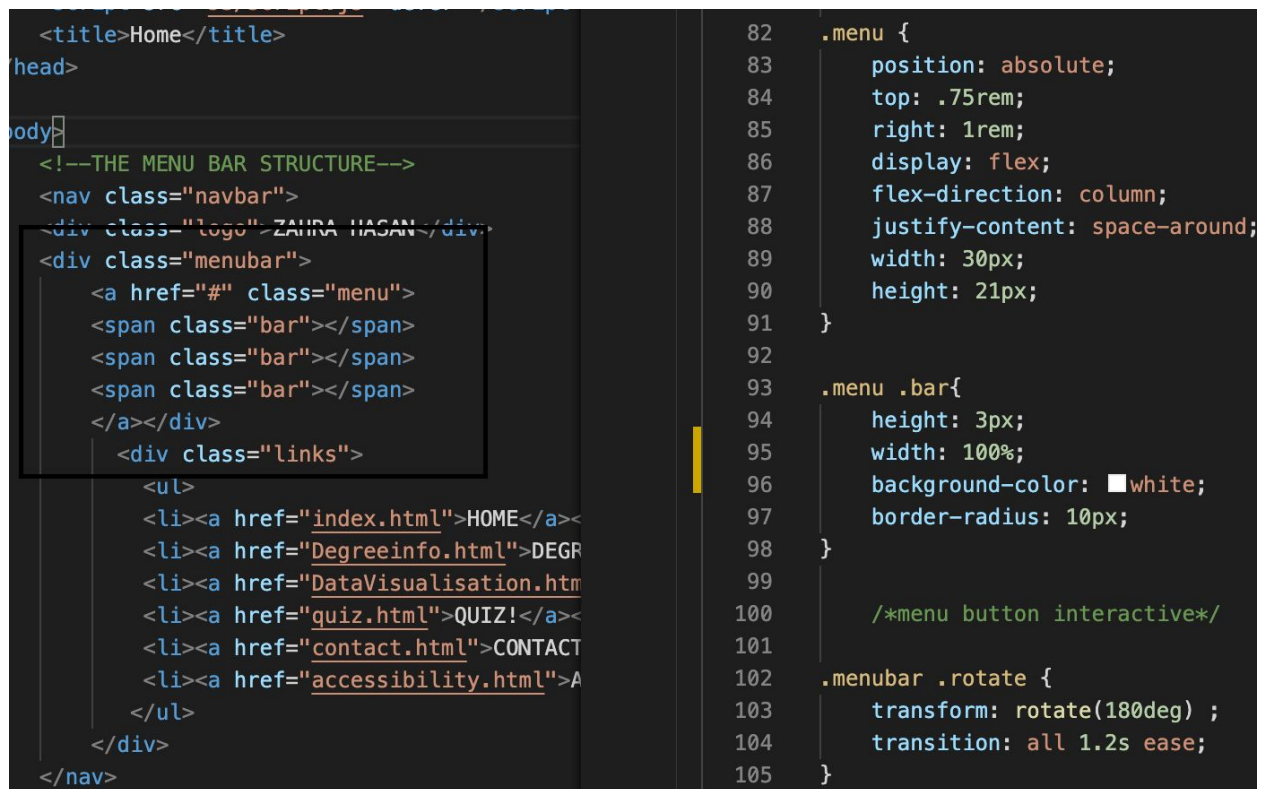 <title>Home</title>
/head>
body>
<!--THE MENU BAR STRUCTURE-->
<nav class="navbar">
<div class="logo">ZAHRA HASAN</div>
<div class="menubar">
<a href="#" class="menu">
<span class="bar"></span>
<span class="bar"></span>
<span class="bar"></span>
</a></div>
<div class="links">
<ul>
<li><a href="index.html">HOME</a><
<li><a href="Degreeinfo.html">DEGR
<li><a href="DataVisualisation.htm
<li><a href="quiz.html">QUIZ!</a><
<li><a href="contact.html">CONTACT
<li><a href="accessibility.html">A
</ul>
</div>
</nav>
82 .menu {
83 position: absolute;
84 top: .75rem;
85 right: 1rem;
86 display: flex;
87 flex-direction: column;
88 justify-content: space-around;
89 width: 30px;
90 height: 21px;
91 }
92
93 .menu .bar{
94 height: 3px;
95 width: 100%;
96 background-color: white;
97 border-radius: 10px;
98 }
99
100 /*menu button interactive*/
101
102 .menubar .rotate {
103 transform: rotate(180deg) ;
104 transition: all 1.2s ease;
105 }